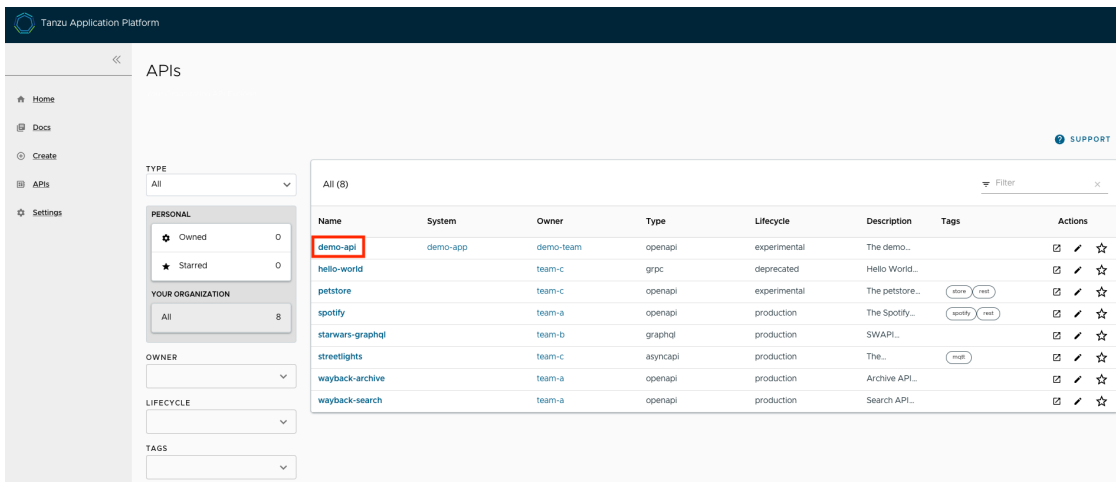 Tanzu Application Platform
Home
Docs
Create
APIs
Settings
APIs
SUPPORT
TYPE
All
PERSONAL
Owned 0
Starred 0
YOUR ORGANIZATION
All 8
OWNER
LIFECYCLE
TAGS
All (8)
Filter
Name System Owner Type Lifecycle Description Tags Actions
demo-api demo-app demo-team openapi experimental The demo...
hello-world team-c grpc deprecated Hello World...
petstore team-c openapi experimental The petstore... store rest
spotify team-a openapi production The Spotify... spotify rest
starwars-graphql team-b graphql production SWAPI...
streetlights team-c asyncapi production The... mqtt
wayback-archive team-a openapi production Archive API...
wayback-search team-a openapi production Search API...